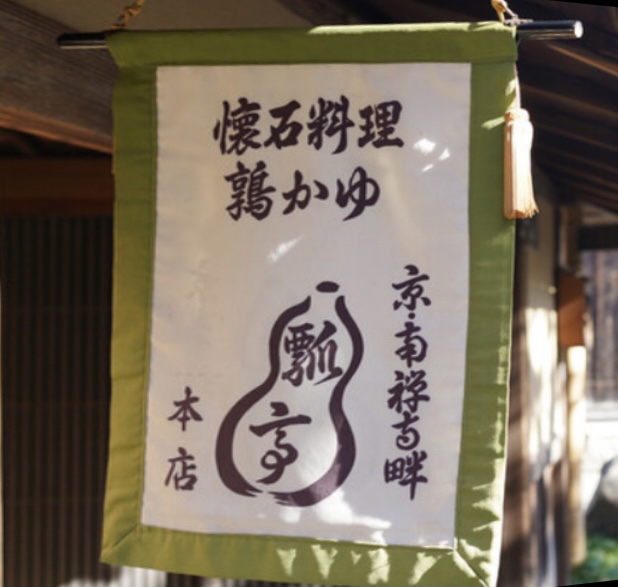 懐石料理
鶉かゆ
京・南禅寺畔
瓢亭
本店